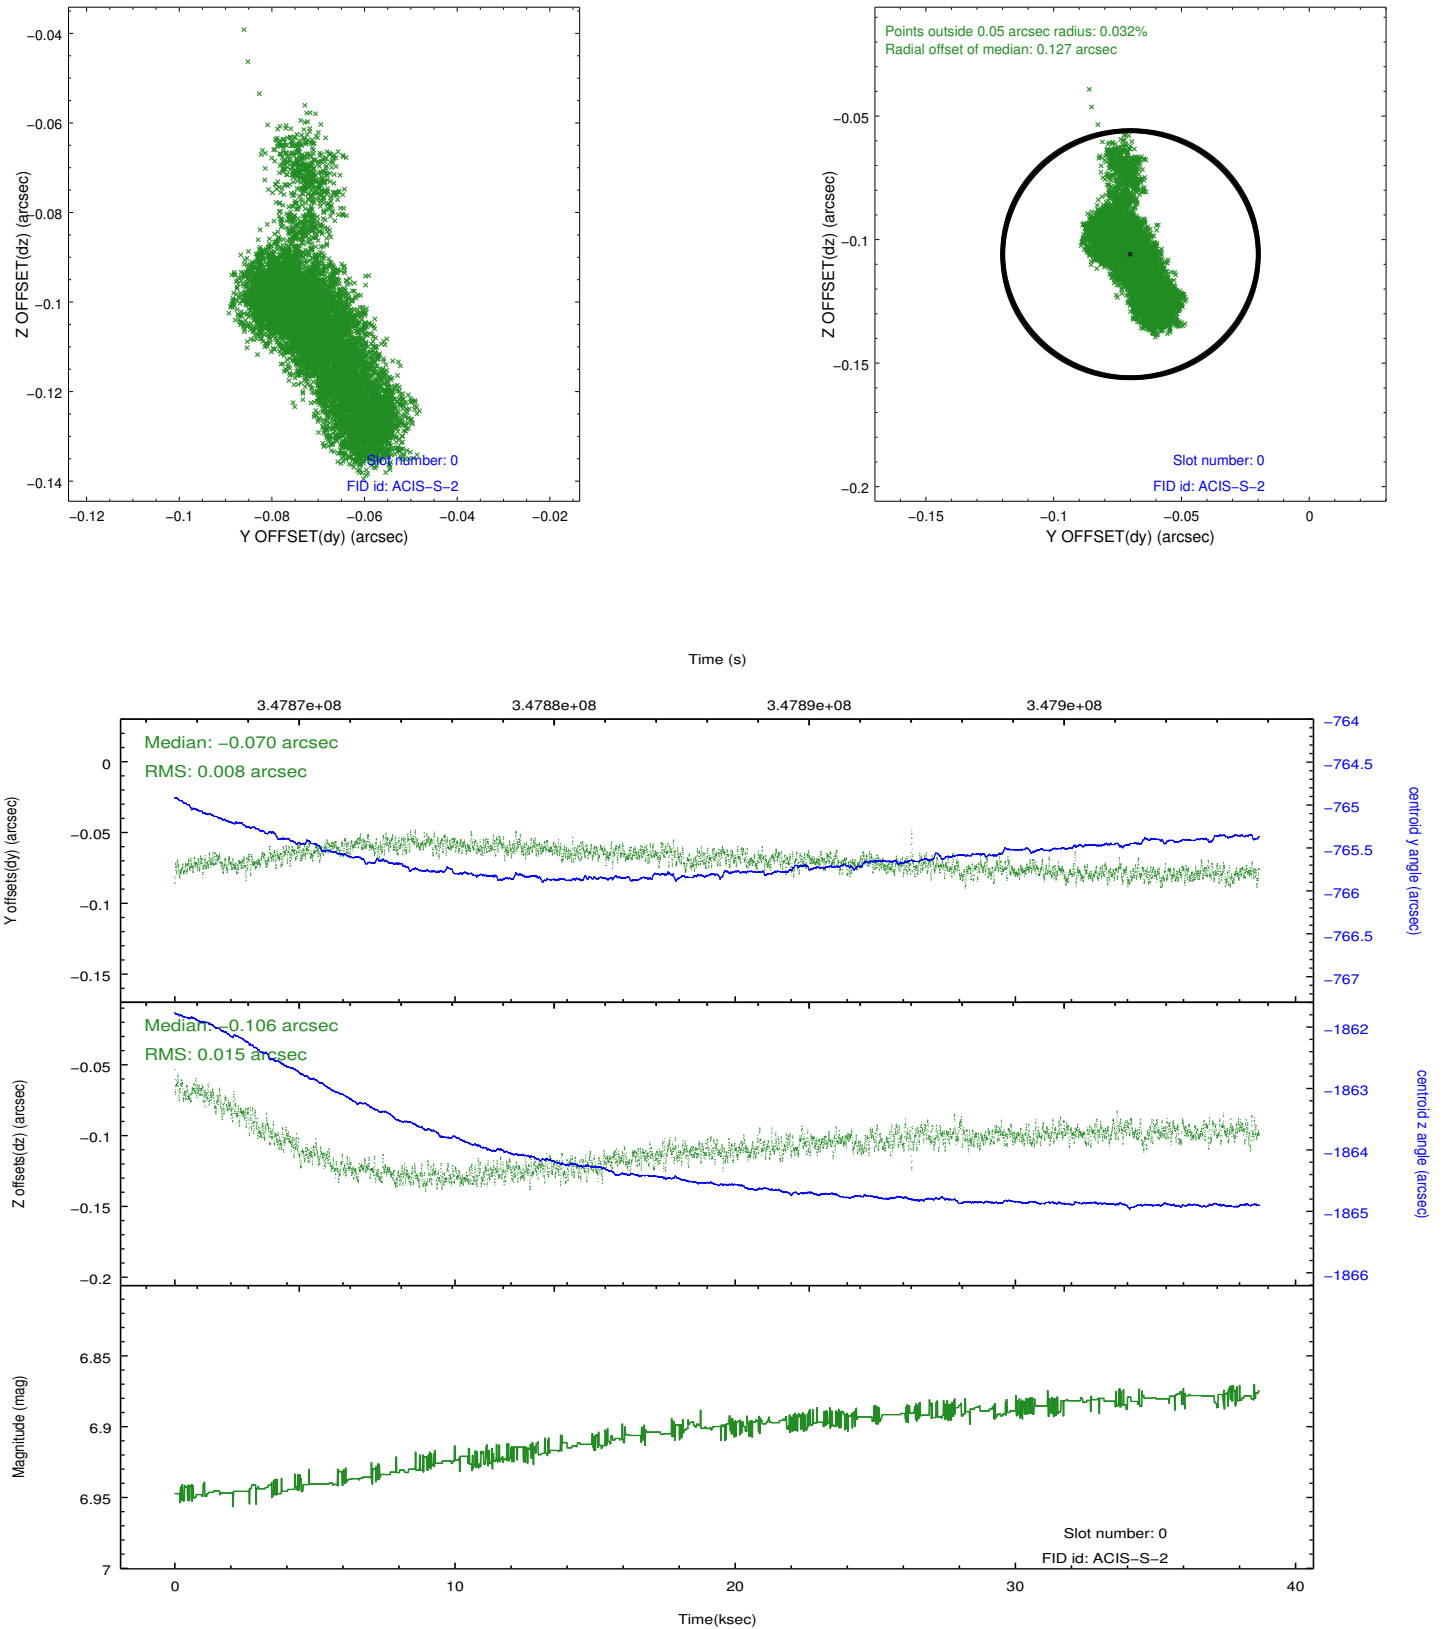 −0.04
−0.06
−0.08
−0.1
−0.12
−0.14
Z OFFSET(dz) (arcsec)
Slot number: 0
FID id: ACIS−S−2
−0.12
−0.1
−0.08
−0.06
−0.04
−0.02
Y OFFSET(dy) (arcsec)
Points outside 0.05 arcsec radius: 0.032%
Radial offset of median: 0.127 arcsec
−0.05
−0.1
−0.15
−0.2
Z OFFSET(dz) (arcsec)
Slot number: 0
FID id: ACIS−S−2
−0.15
−0.1
−0.05
0
Y OFFSET(dy) (arcsec)
Time (s)
3.4787e+08
3.4788e+08
3.4789e+08
3.479e+08
Median: −0.070 arcsec
RMS: 0.008 arcsec
0
−0.05
−0.1
−0.15
Y offsets(dy) (arcsec)
−764
−764.5
−765
−765.5
−766
−766.5
−767
centroid y angle (arcsec)
Median: −0.106 arcsec
RMS: 0.015 arcsec
−0.05
−0.1
−0.15
−0.2
Z offsets(dz) (arcsec)
−1862
−1863
−1864
−1865
−1866
centroid z angle (arcsec)
6.85
6.9
6.95
7
Magnitude (mag)
Slot number: 0
FID id: ACIS−S−2
0
10
20
30
40
Time(ksec)